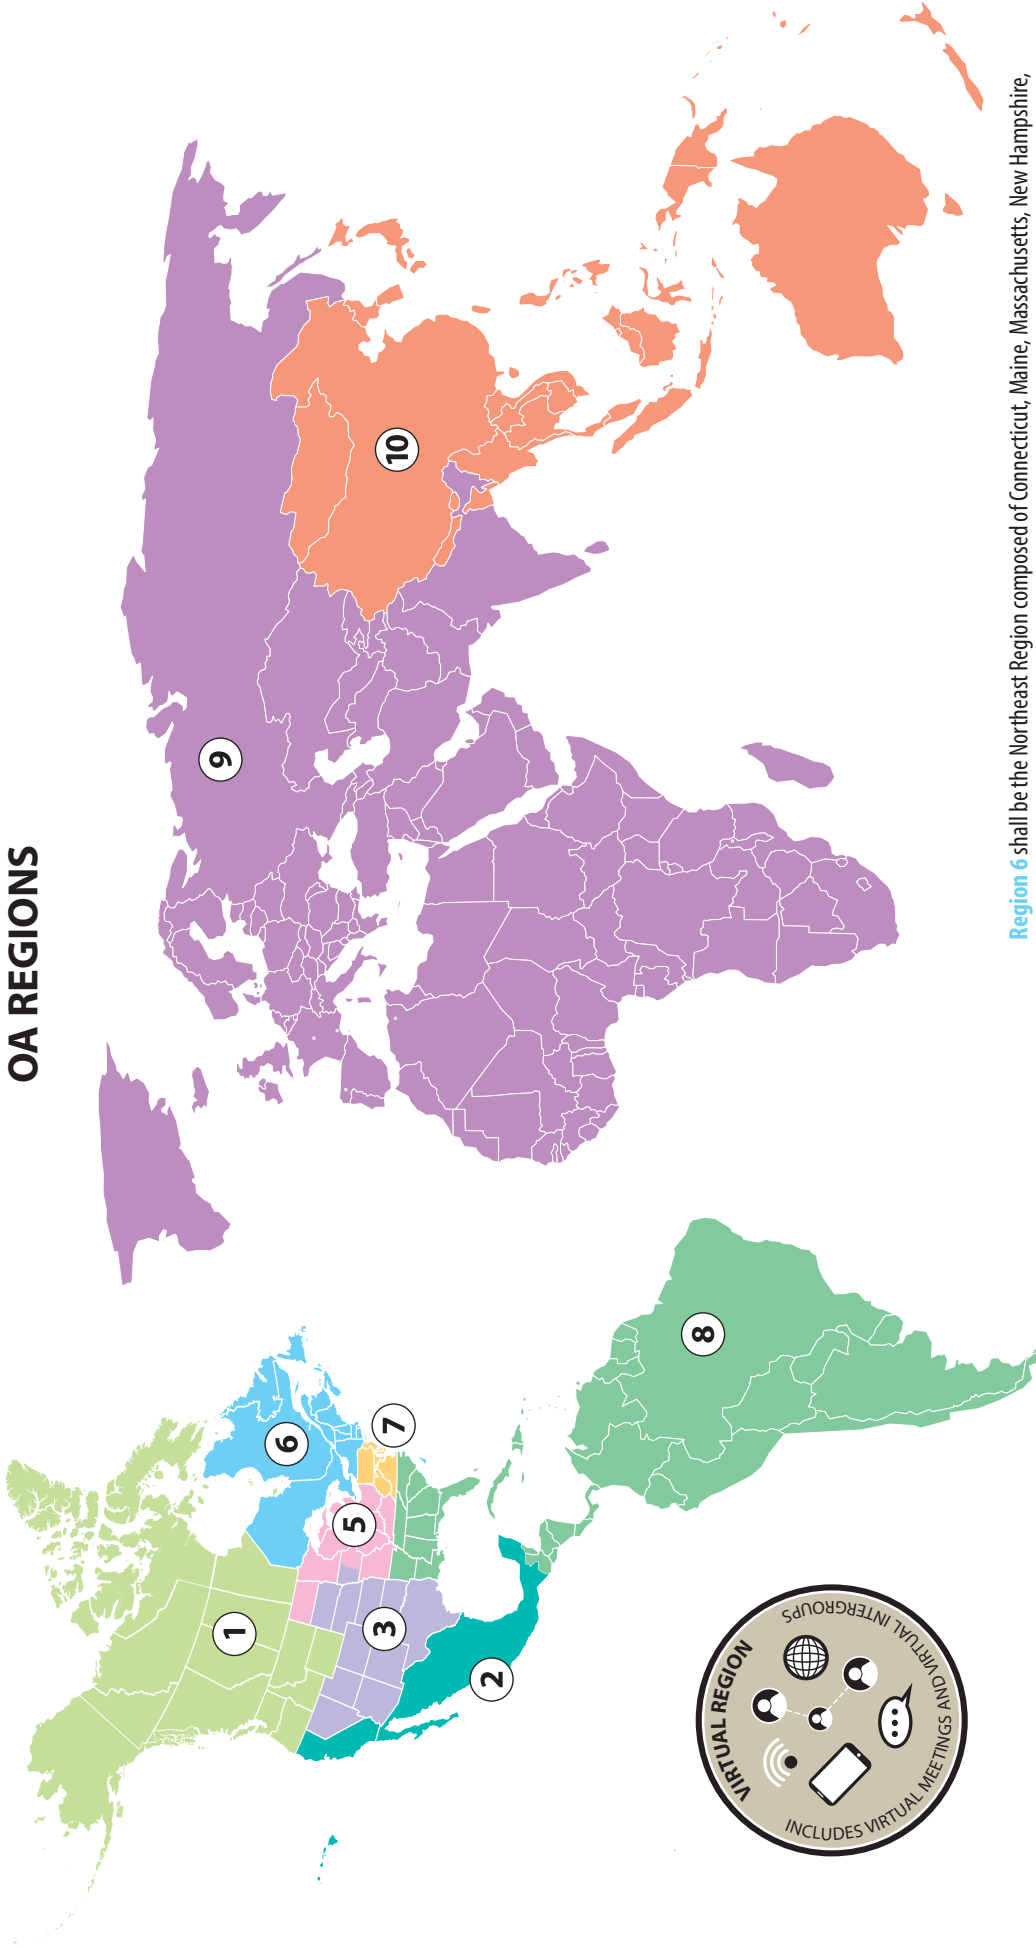 OA REGIONS
1
2
3
5
6
7
8
9
10
VIRTUAL REGION
INCLUDES VIRTUAL MEETINGS AND VIRTUAL INTERGROUPS
Region 6 shall be the Northeast Region composed of Connecticut, Maine, Massachusetts, New Hampshire,